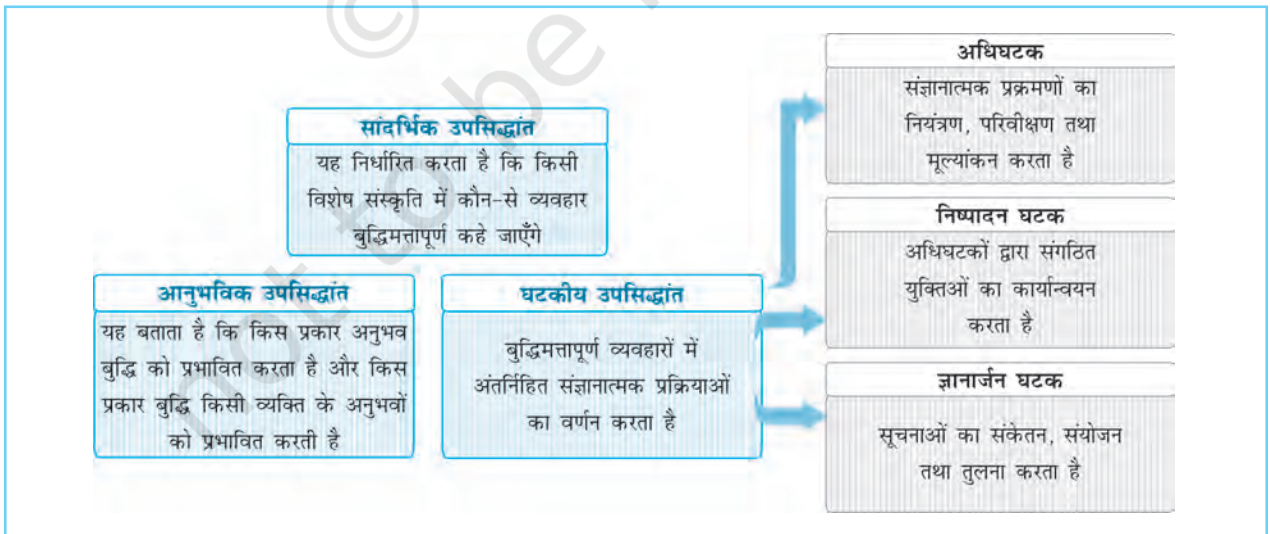 सांदर्भिक उपसिद्धांत
यह निर्धारित करता है कि किसी
विशेष संस्कृति में कौन-से व्यवहार
बुद्धिमत्तापूर्ण कहे जाएँगे
आनुभविक उपसिद्धांत
यह बताता है कि किस प्रकार अनुभव
बुद्धि को प्रभावित करता है और किस
प्रकार बुद्धि किसी व्यक्ति के अनुभवों
को प्रभावित करती है
घटकीय उपसिद्धांत
बुद्धिमत्तापूर्ण व्यवहारों में
अंतर्निहित संज्ञानात्मक प्रक्रियाओं
का वर्णन करता है
अधिघटक
संज्ञानात्मक प्रक्रमणों का
नियंत्रण, परिवीक्षण तथा
मूल्यांकन करता है
निष्पादन घटक
अधिघटकों द्वारा संगठित
युक्तिओं का कार्यान्वयन
करता है
ज्ञानार्जन घटक
सूचनाओं का संकेतन, संयोजन
तथा तुलना करता है
©
not to be